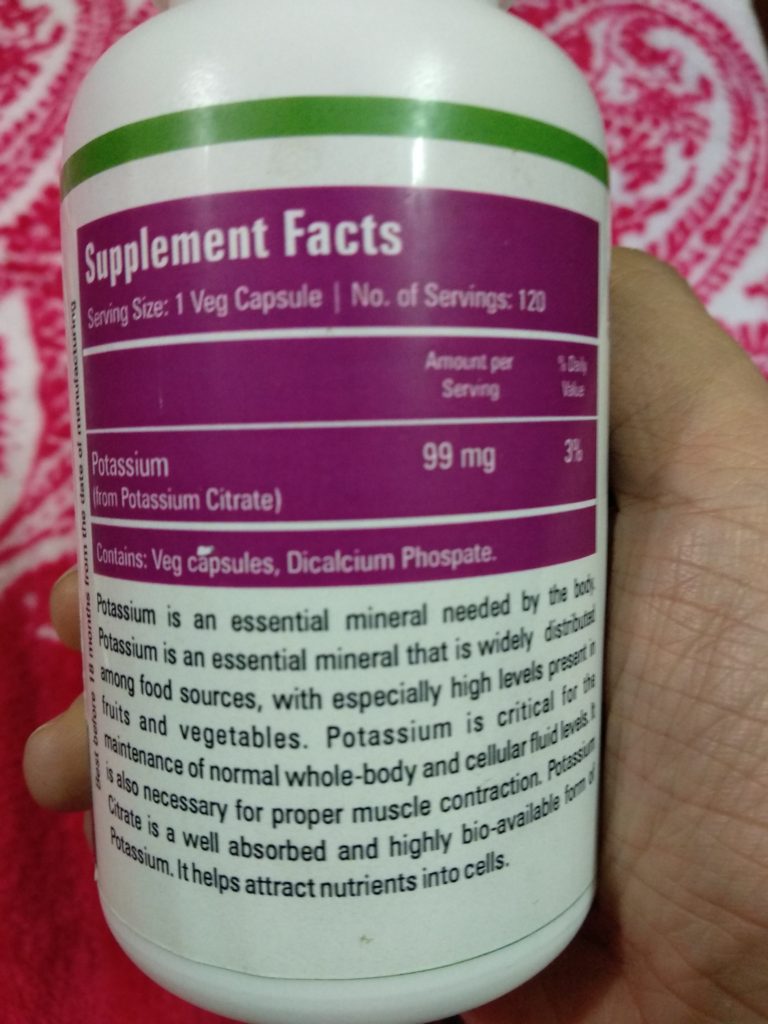 Supplement Facts
Serving Size: 1 Veg Capsule | No. of Servings: 120
Amount per
Serving
% Daily
Value
Potassium 99 mg 3%
(from Potassium Citrate)
Contains: Veg capsules, Dicalcium Phospate.
Potassium is an essential mineral needed by the body.
Potassium is an essential mineral that is widely distributed
among food sources, with especially high levels present in
fruits and vegetables. Potassium is critical for the
maintenance of normal whole-body and cellular fluid levels. It
is also necessary for proper muscle contraction. Potassium
Citrate is a well absorbed and highly bio-available form of
Potassium. It helps attract nutrients into cells.
Best before 18 months from the date of manufacturing